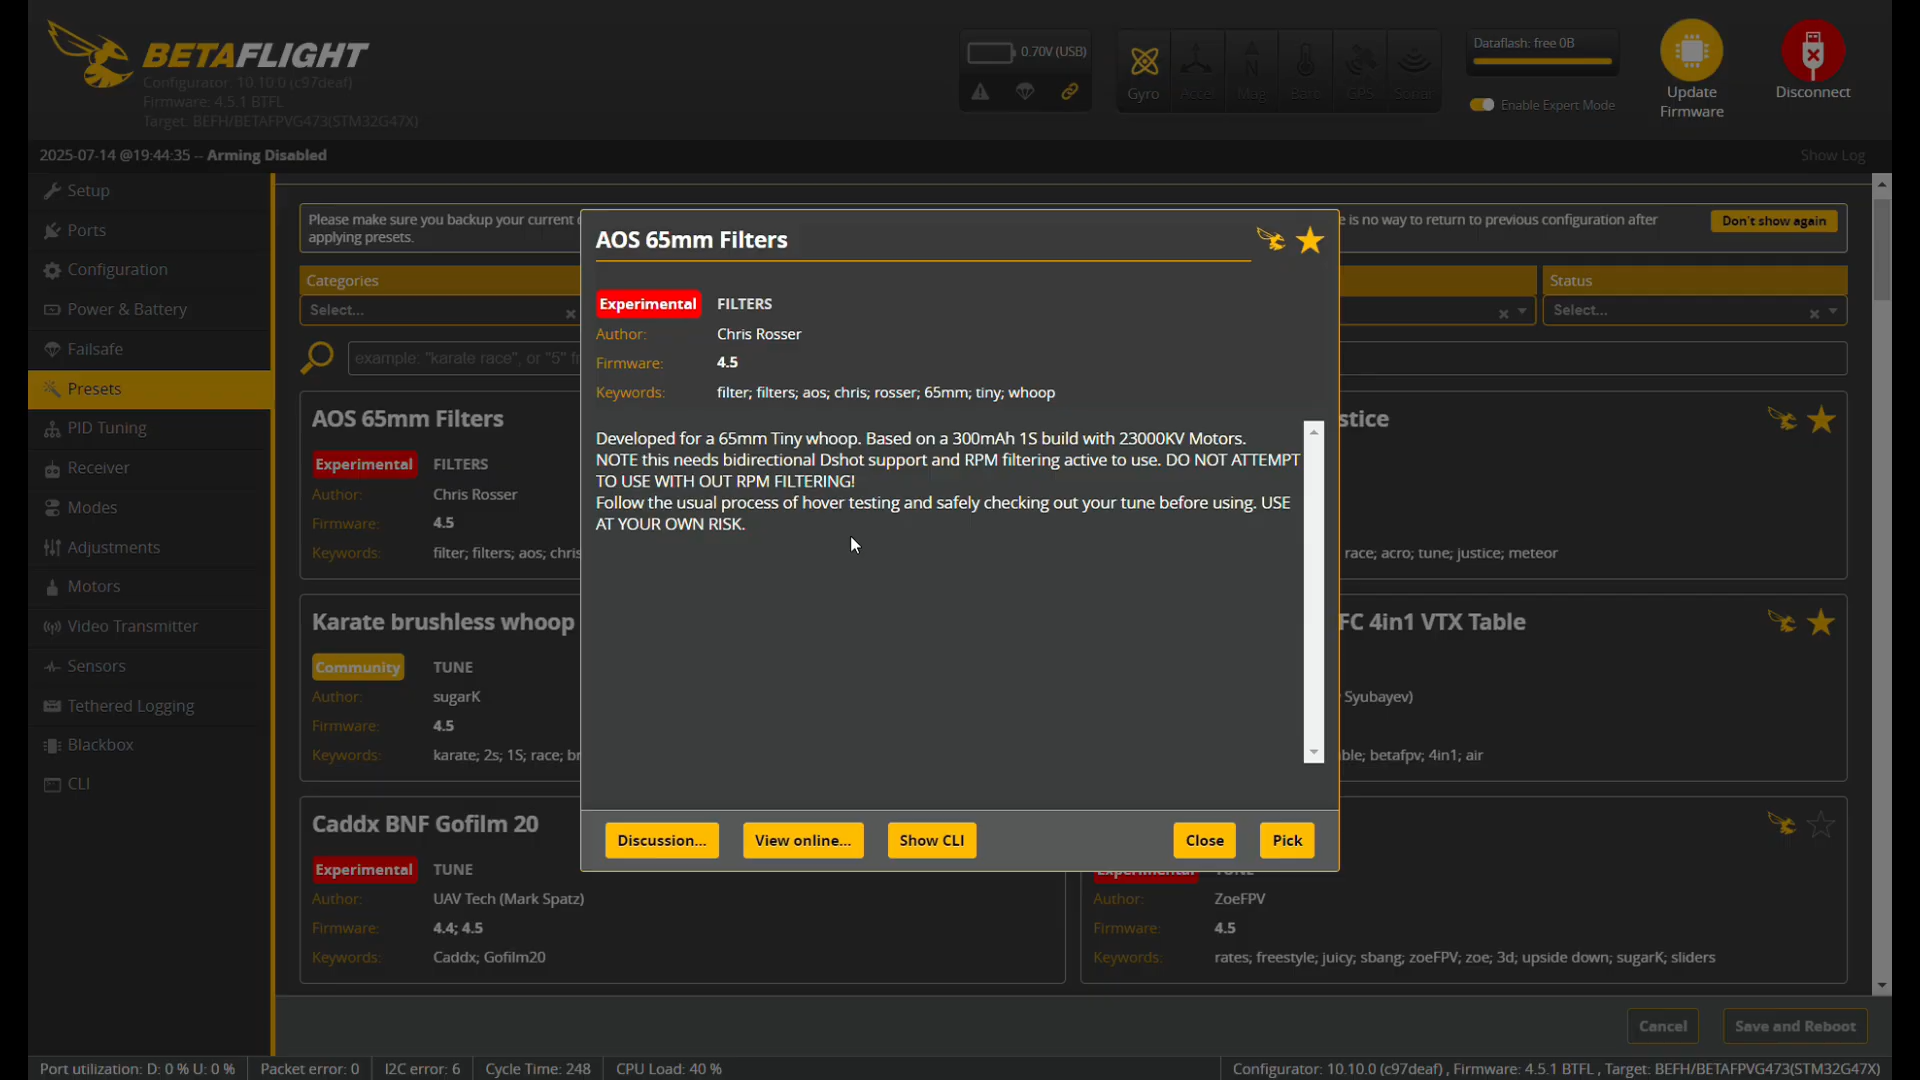 BETAFLIGHT
Configurator: 10.10.0 (c97deaf)
Firmware: 4.5.1 BTFL
Target: BEFH/BETAFPVG473(STM32G47X)
0.70V (USB)
Gyro
Accel
Mag
Baro
GPS
Sonar
Dataflash: free 0B
Enable Expert Mode
Update
Firmware
Disconnect
2025-07-14 @19:44:35 -- Arming Disabled
Show Log
Setup
Ports
Configuration
Power & Battery
Failsafe
Presets
PID Tuning
Receiver
Modes
Adjustments
Motors
Video Transmitter
Sensors
Tethered Logging
Blackbox
CLI
Please make sure you backup your current
e is no way to return to previous configuration after
applying presets.
Don't show again
Categories
Select...
Status
Select...
example: "karate race", or "5" f
AOS 65mm Filters
Experimental FILTERS
Author: Chris Rosser
Firmware: 4.5
Keywords: filter; filters; aos; chris
stice
race; acro; tune; justice; meteor
Karate brushless whoop
Community TUNE
Author: sugarK
Firmware: 4.5
Keywords: karate; 2s; 1S; race; br
FC 4in1 VTX Table
Syubayev)
ble; betafpv; 4in1; air
Caddx BNF Gofilm 20
Experimental TUNE
Author: UAV Tech (Mark Spatz)
Firmware: 4.4; 4.5
Keywords: Caddx; Gofilm20
Experimental TUNE
Author: ZoeFPV
Firmware: 4.5
Keywords: rates; freestyle; juicy; sbang; zoeFPV; zoe; 3d; upside down; sugarK; sliders
AOS 65mm Filters
Experimental FILTERS
Author: Chris Rosser
Firmware: 4.5
Keywords: filter; filters; aos; chris; rosser; 65mm; tiny; whoop
Developed for a 65mm Tiny whoop. Based on a 300mAh 1S build with 23000KV Motors.
NOTE this needs bidirectional Dshot support and RPM filtering active to use. DO NOT ATTEMPT
TO USE WITH OUT RPM FILTERING!
Follow the usual process of hover testing and safely checking out your tune before using. USE
AT YOUR OWN RISK.
Discussion...
View online...
Show CLI
Close
Pick
Cancel
Save and Reboot
Port utilization: D: 0 % U: 0 %
Packet error: 0
I2C error: 6
Cycle Time: 248
CPU Load: 40 %
Configurator: 10.10.0 (c97deaf) , Firmware: 4.5.1 BTFL , Target: BEFH/BETAFPVG473(STM32G47X)